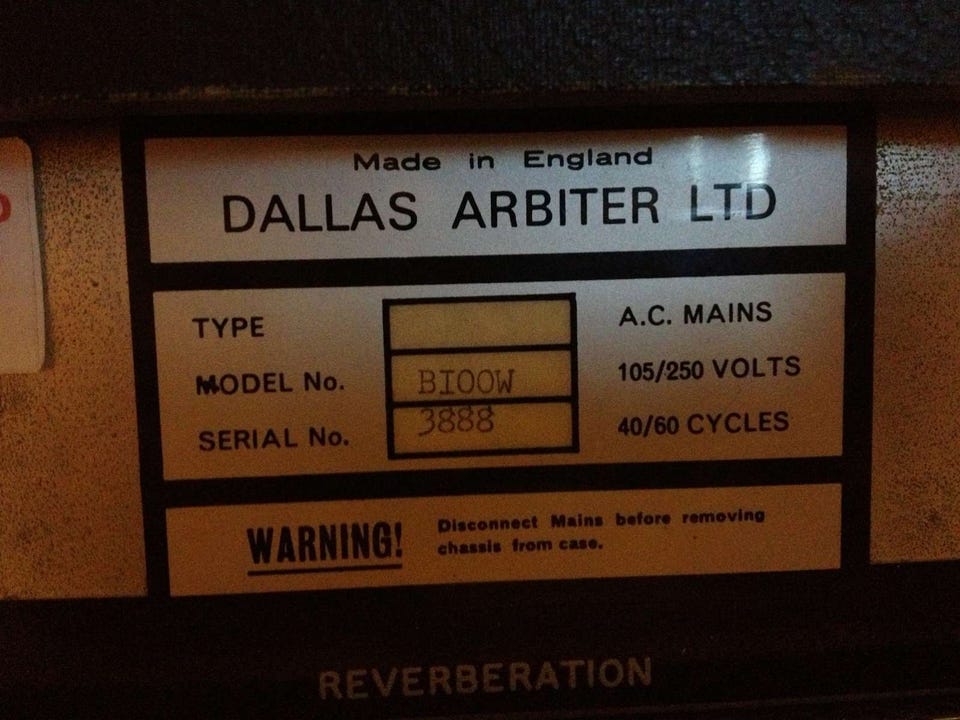 Made in England
DALLAS ARBITER LTD
TYPE
A.C. MAINS
MODEL No. BI00W
105/250 VOLTS
SERIAL No. 3888
40/60 CYCLES
WARNING! Disconnect Mains before removing
chassis from case.
REVERBERATION